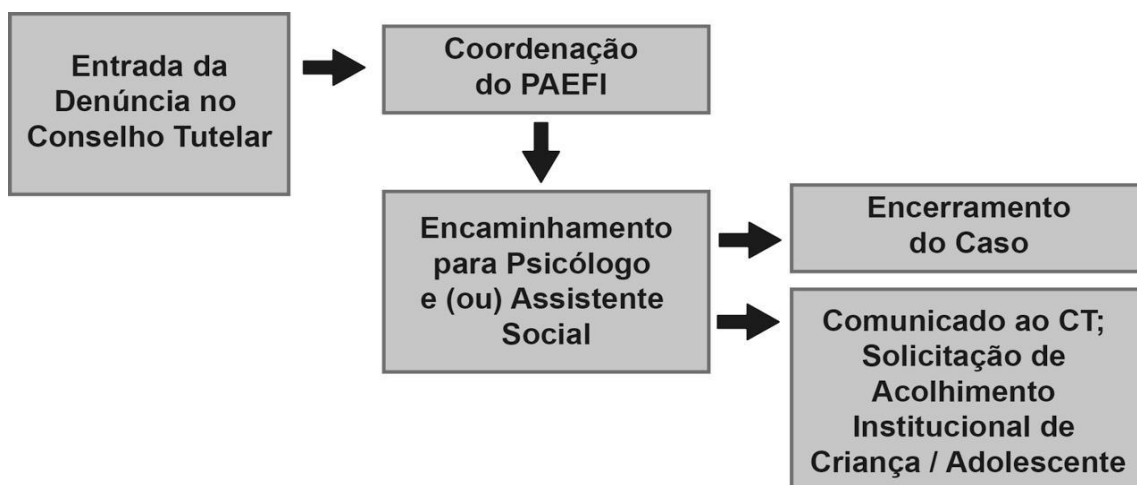 Entrada da
Denúncia no
Conselho Tutelar
Coordenação
do PAEFI
Encaminhamento
para Psicólogo
e (ou) Assistente
Social
Encerramento
do Caso
Comunicado ao CT;
Solicitação de
Acolhimento
Institucional de
Criança / Adolescente